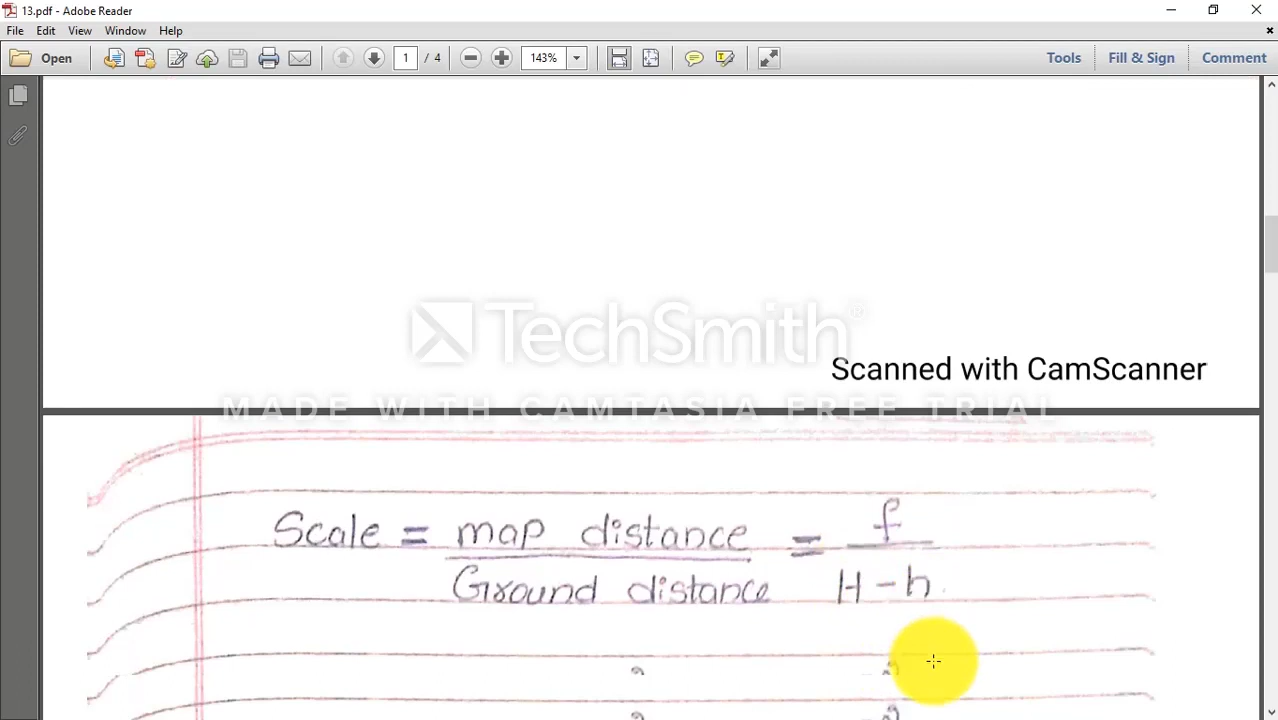 13.pdf - Adobe Reader
File Edit View Window Help
Open 1 / 4 143% Tools Fill & Sign Comment
TechSmith®
Scanned with CamScanner
MADE WITH CAMTASIA FREE TRIAL
Scale = map distance / Ground distance = f / H - h